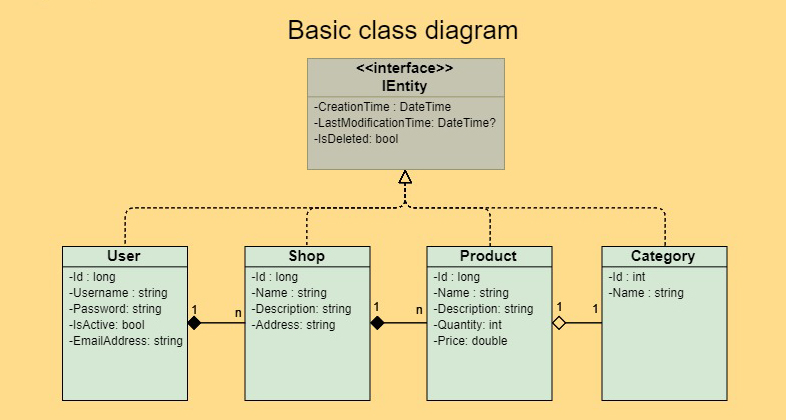 Basic class diagram
<<interface>>
IEntity
-CreationTime : DateTime
-LastModificationTime: DateTime?
-IsDeleted: bool
User
-Id : long
-Username : string
-Password: string
-IsActive: bool
-EmailAddress: string
1
n
Shop
-Id : long
-Name : string
-Description: string
-Address: string
1
n
Product
-Id : long
-Name : string
-Description: string
-Quantity: int
-Price: double
1
1
Category
-Id : int
-Name : string